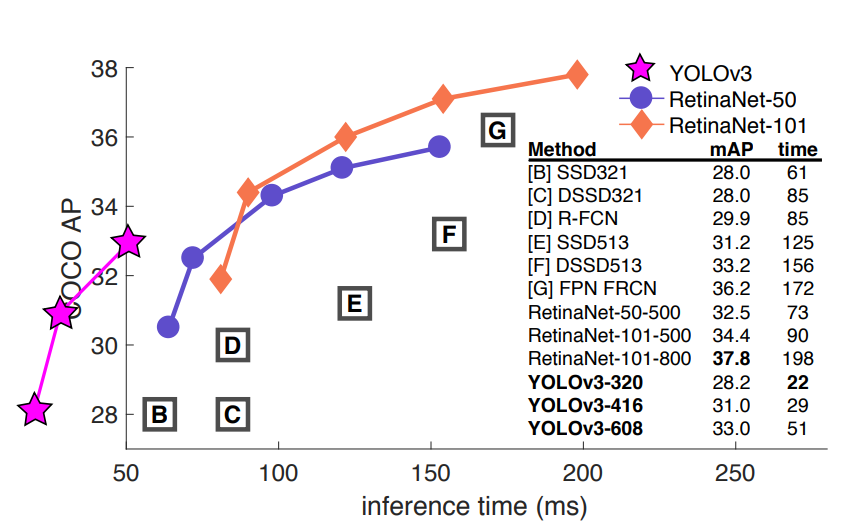 38
36
34
32
30
28
COCO AP
50
100
150
200
250
inference time (ms)
B
C
D
E
F
G
YOLOv3
RetinaNet-50
RetinaNet-101
Method mAP time
[B] SSD321 28.0 61
[C] DSSD321 28.0 85
[D] R-FCN 29.9 85
[E] SSD513 31.2 125
[F] DSSD513 33.2 156
[G] FPN FRCN 36.2 172
RetinaNet-50-500 32.5 73
RetinaNet-101-500 34.4 90
RetinaNet-101-800 37.8 198
YOLOv3-320 28.2 22
YOLOv3-416 31.0 29
YOLOv3-608 33.0 51